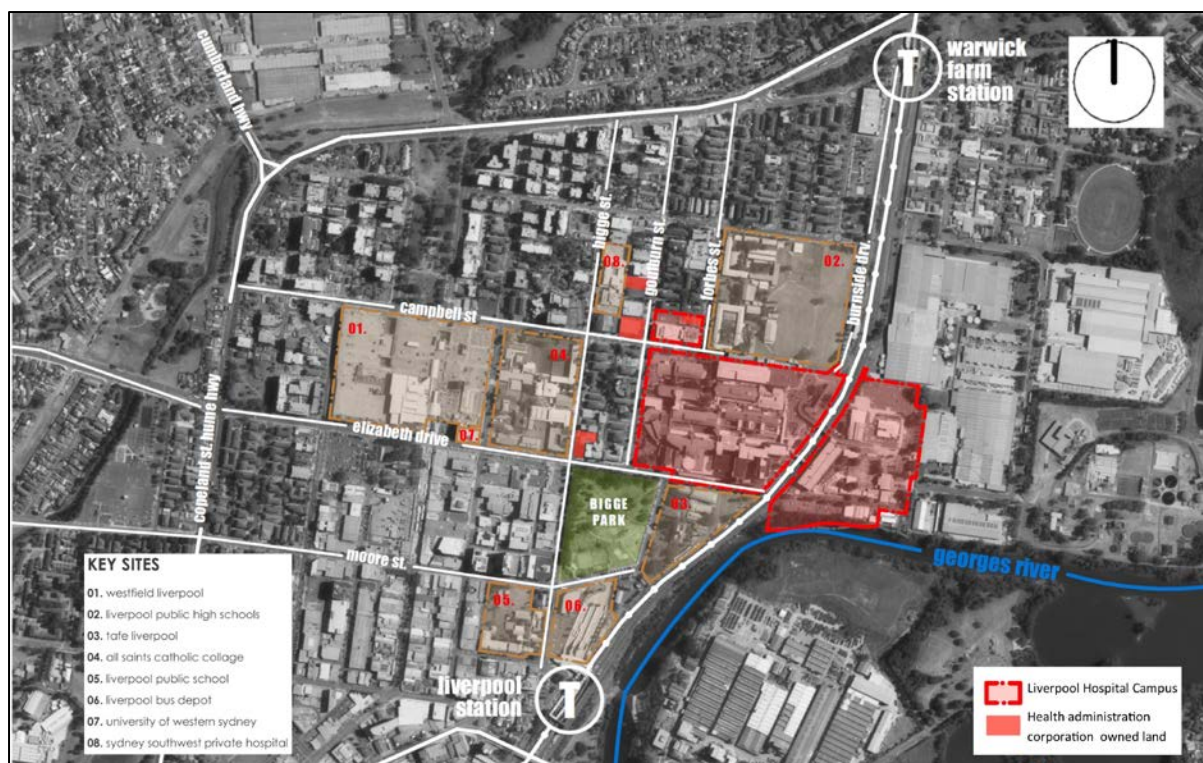 cumberland hwy
warwick
farm
station
T
bigge st.
goulburn st.
forbes st.
burnside drv.
08.
02.
campbell st
01.
04.
07.
elizabeth drive
copeland st. hume hwy
BIGGE
PARK
03.
georges river
moore st.
05.
06.
liverpool
station
T
KEY SITES
01. westfield liverpool
02. liverpool public high schools
03. tafe liverpool
04. all saints catholic collage
05. liverpool public school
06. liverpool bus depot
07. university of western sydney
08. sydney southwest private hospital
Liverpool Hospital Campus
Health administration
corporation owned land